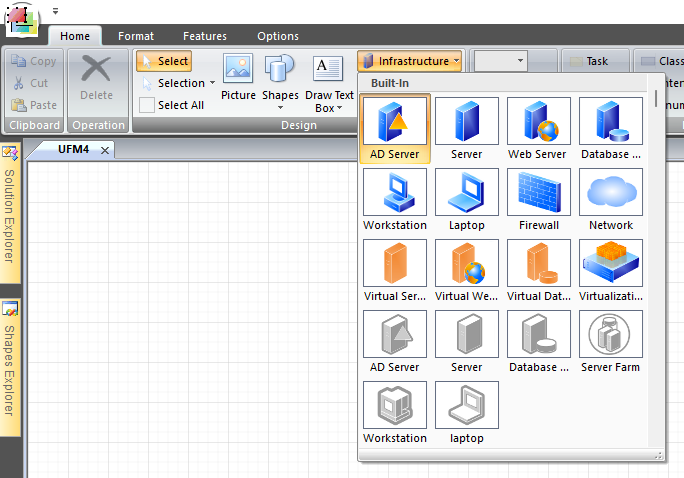 Home Format Features Options
Copy
Cut
Paste
Clipboard
Delete
Operation
Select
Selection
Select All
Picture
Shapes
Draw Text
Box
Design
Infrastructure
Task
Class
UFM4
Solution Explorer
Shapes Explorer
Built-In
AD Server Server Web Server Database ...
Workstation Laptop Firewall Network
Virtual Ser... Virtual We... Virtual Dat... Virtualizati...
AD Server Server Database ... Server Farm
Workstation laptop